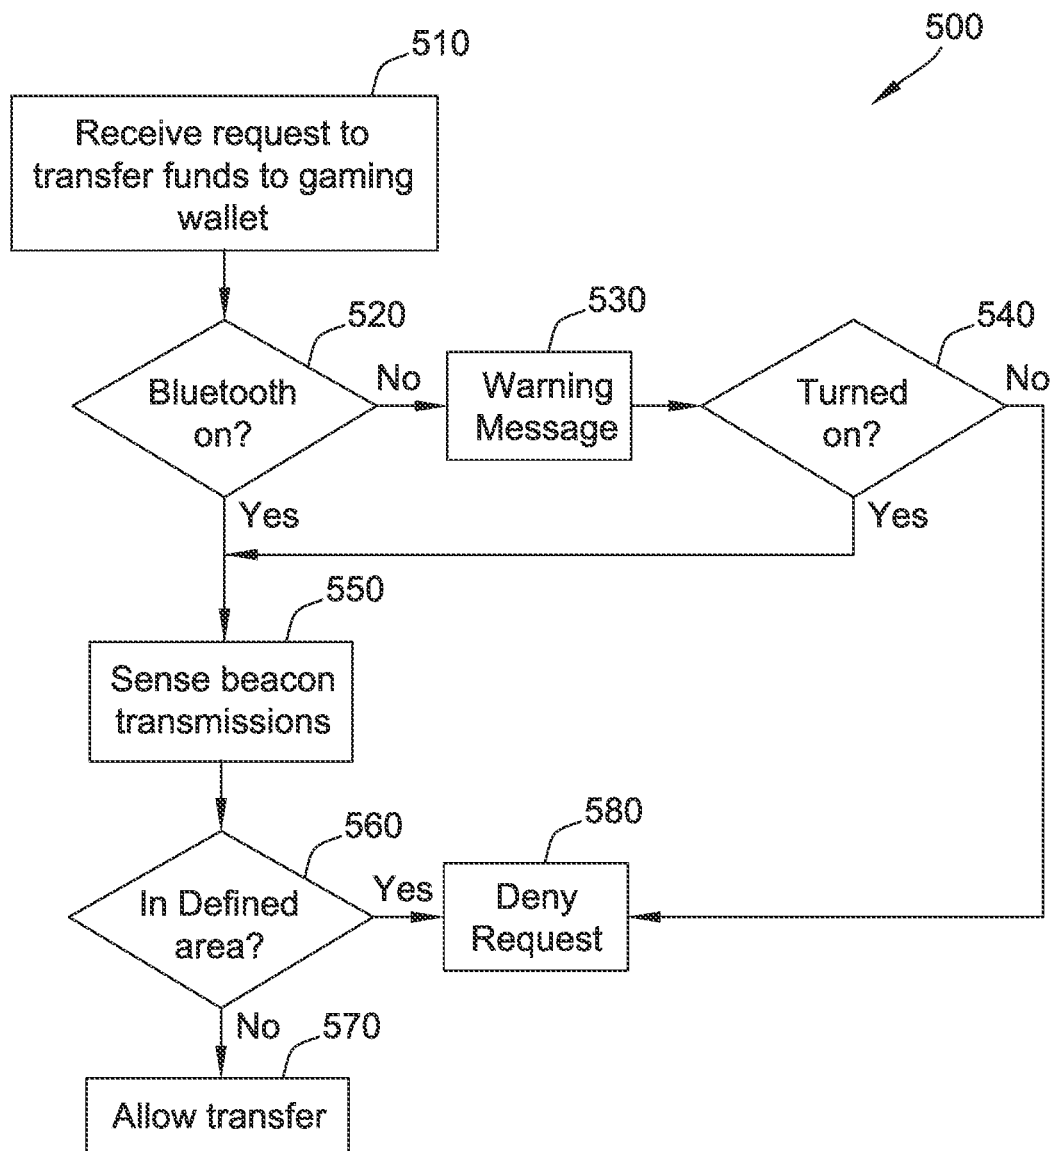 500
510
Receive request to
transfer funds to gaming
wallet
520
Bluetooth
on?
No
530
Warning
Message
540
Turned
on?
No
Yes
Yes
550
Sense beacon
transmissions
560
In Defined
area?
Yes
580
Deny
Request
No
570
Allow transfer